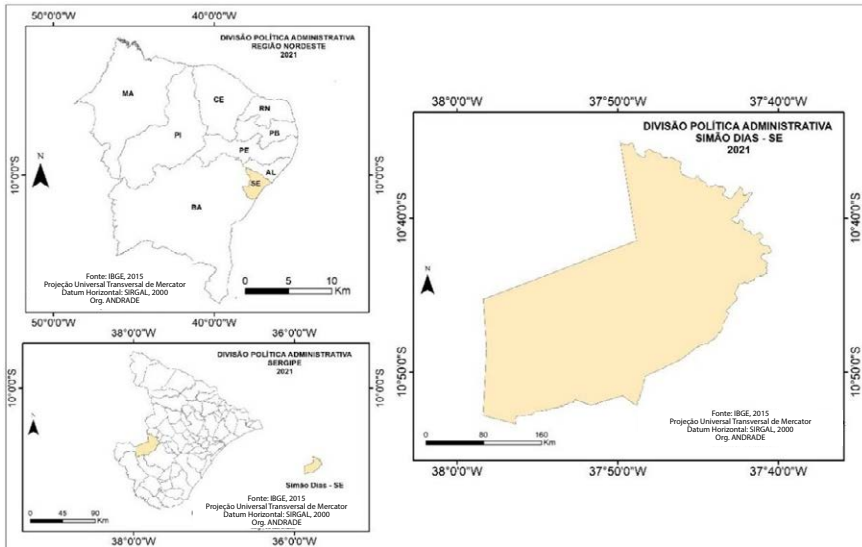 50°0'0"W 40°0'0"W
DIVISÃO POLÍTICA ADMINISTRATIVA
REGIÃO NORDESTE
2021
MA
CE
RN
PB
PI
PE
AL
SE
BA
10°0'0"S
10°0'0"S
N
Fonte: IBGE, 2015
Projeção Universal Transversal de Mercator
Datum Horizontal: SIRGAL, 2000
Org. ANDRADE
0 5 10
Km
50°0'0"W 40°0'0"W
38°0'0"W 36°0'0"W
DIVISÃO POLÍTICA ADMINISTRATIVA
SERGIPE
2021
10°0'0"S
10°0'0"S
N
Simão Dias - SE
Fonte: IBGE, 2015
Projeção Universal Transversal de Mercator
Datum Horizontal: SIRGAL, 2000
Org. ANDRADE
0 45 90
Km
38°0'0"W 36°0'0"W
38°0'0"W 37°50'0"W 37°40'0"W
DIVISÃO POLÍTICA ADMINISTRATIVA
SIMÃO DIAS - SE
2021
10°40'0"S
10°40'0"S
N
10°50'0"S
10°50'0"S
Fonte: IBGE, 2015
Projeção Universal Transversal de Mercator
Datum Horizontal: SIRGAL, 2000
Org. ANDRADE
0 80 160
Km
38°0'0"W 37°50'0"W 37°40'0"W